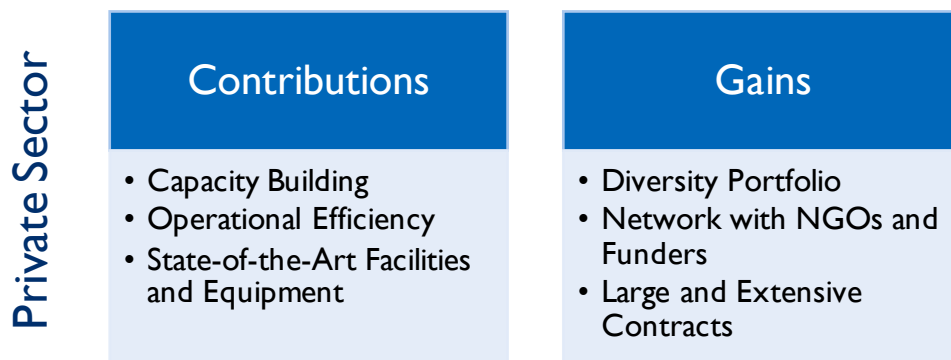 Private Sector
Contributions
• Capacity Building
• Operational Efficiency
• State-of-the-Art Facilities
and Equipment
Gains
• Diversity Portfolio
• Network with NGOs and
Funders
• Large and Extensive
Contracts